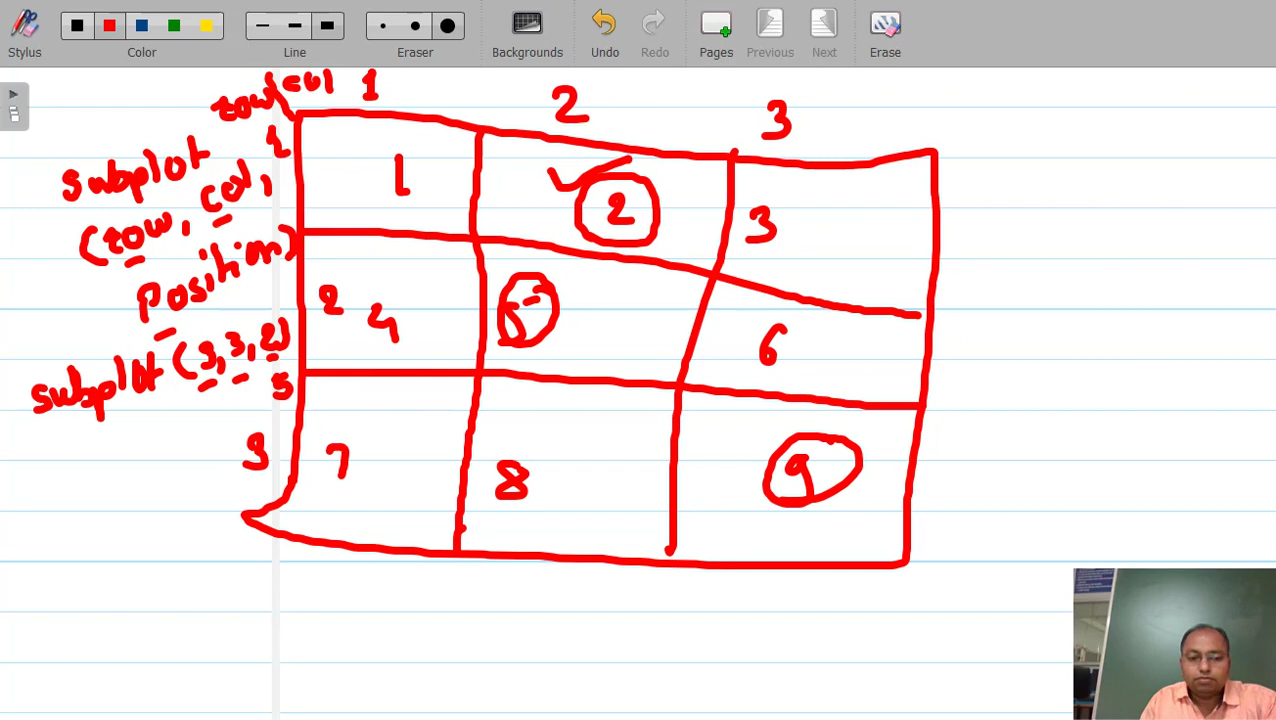 Stylus Color Line Eraser Backgrounds Undo Redo Pages Previous Next Erase
row col 1 2 3
1 1 2 3
subplot
(row, col,
position)
2 4 5 6
subplot (3,3,2)
5
3 7 8 9